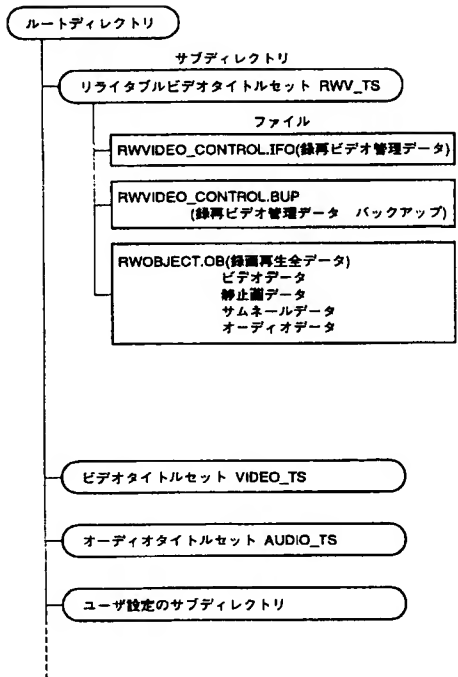 ルートディレクトリ
サブディレクトリ
リライタブルビデオタイトルセット RWV_TS
ファイル
RWVIDEO_CONTROL.IFO(録再ビデオ管理データ)
RWVIDEO_CONTROL.BUP
(録再ビデオ管理データ バックアップ)
RWOBJECT.OB(録画再生全データ)
ビデオデータ
静止画データ
サムネールデータ
オーディオデータ
ビデオタイトルセット VIDEO_TS
オーディオタイトルセット AUDIO_TS
ユーザ設定のサブディレクトリ